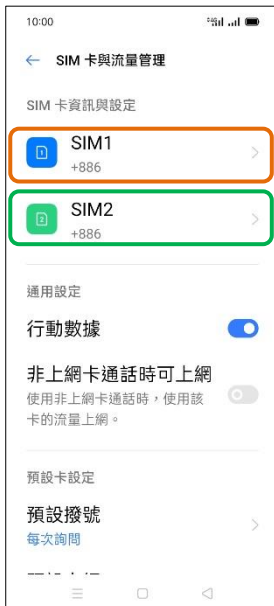 10:00
SIM 卡與流量管理
SIM 卡資訊與設定
SIM1
+886
SIM2
+886
通用設定
行動數據
非上網卡通話時可上網
使用非上網卡通話時，使用該
卡的流量上網。
預設卡設定
預設撥號
每次詢問